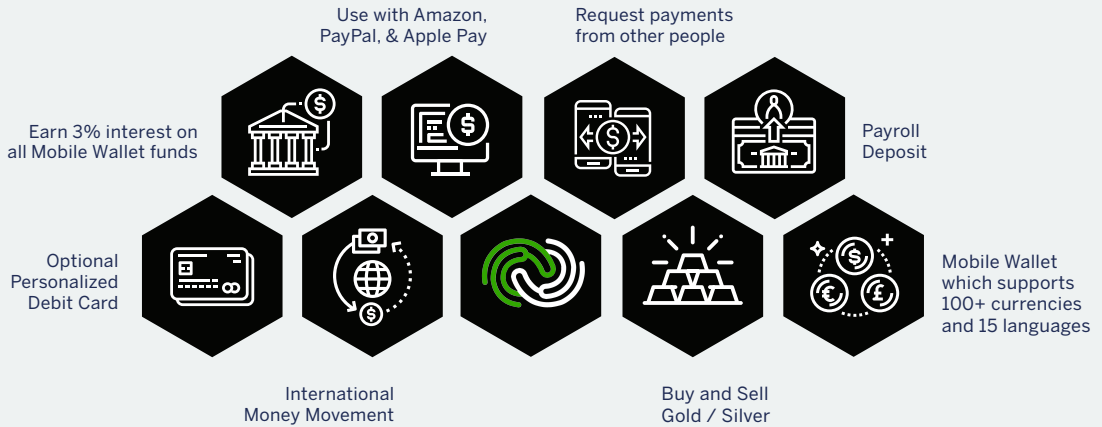 Use with Amazon,
PayPal, & Apple Pay
Request payments
from other people
Earn 3% interest on
all Mobile Wallet funds
Payroll
Deposit
Optional
Personalized
Debit Card
Mobile Wallet
which supports
100+ currencies
and 15 languages
International
Money Movement
Buy and Sell
Gold / Silver